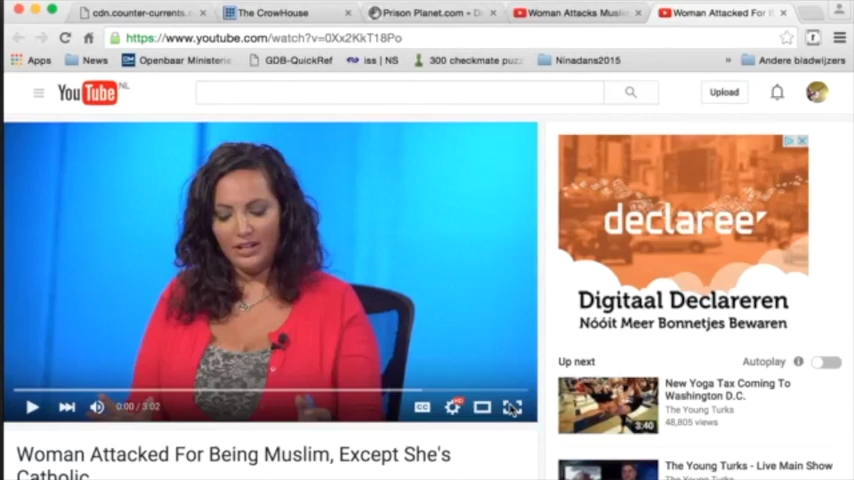 cdn.counter-currents.c
The CrowHouse
Prison Planet.com » D
Woman Attacks Musli
Woman Attacked For B
https://www.youtube.com/watch?v=0Xx2KkT18Po
Apps
News
Openbaar Ministerie
GDB-QuickRef
iss | NS
300 checkmate puzz
Ninadans2015
»
Andere bladwijzers
YouTube NL
Upload
declaree
Digitaal Declareren
Nóóit Meer Bonnetjes Bewaren
Up next
Autoplay
0:00 / 3:02
CC
HD
New Yoga Tax Coming To
Washington D.C.
The Young Turks
48,805 views
3:40
Woman Attacked For Being Muslim, Except She's
Catholic
The Young Turks - Live Main Show